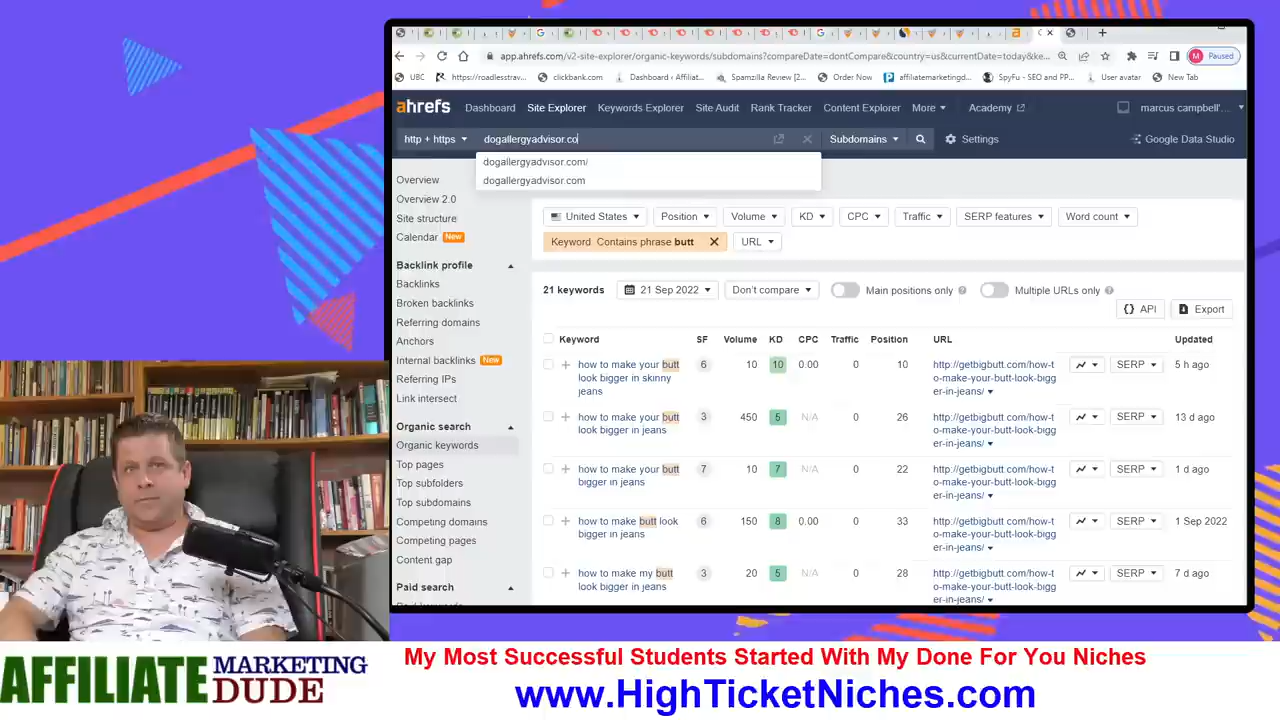 app.ahrefs.com/v2-site-explorer/organic-keywords/subdomains?compareDate=dontCompare&country=us&currentDate=today&ke...
Paused
UBC
https://roadlesstrav...
clickbank.com
Dashboard ‹ Affiliat...
Spamzilla Review [2...
Order Now
affiliatemarketingd...
SpyFu - SEO and PP...
User avatar
New Tab
ahrefs Dashboard Site Explorer Keywords Explorer Site Audit Rank Tracker Content Explorer More Academy marcus campbell'...
http + https dogallergyadvisor.co Subdomains Settings Google Data Studio
dogallergyadvisor.com/
dogallergyadvisor.com
Overview
Overview 2.0
Site structure
Calendar New
Backlink profile
Backlinks
Broken backlinks
Referring domains
Anchors
Internal backlinks New
Referring IPs
Link intersect
Organic search
Organic keywords
Top pages
Top subfolders
Top subdomains
Competing domains
Competing pages
Content gap
Paid search
United States Position Volume KD CPC Traffic SERP features Word count
Keyword Contains phrase butt URL
21 keywords 21 Sep 2022 Don't compare Main positions only Multiple URLs only
API Export
Keyword SF Volume KD CPC Traffic Position URL Updated
how to make your butt 6 10 10 0.00 0 10 http://getbigbutt.com/how-t SERP 5 h ago
look bigger in skinny o-make-your-butt-look-bigg
jeans er-in-jeans/
how to make your butt 3 450 5 N/A 0 26 http://getbigbutt.com/how-t SERP 13 d ago
look bigger in jeans o-make-your-butt-look-bigg
er-in-jeans/
how to make your butt 7 10 7 N/A 0 22 http://getbigbutt.com/how-t SERP 1 d ago
bigger in jeans o-make-your-butt-look-bigg
er-in-jeans/
how to make butt look 6 150 8 0.00 0 33 http://getbigbutt.com/how-t SERP 1 Sep 2022
bigger in jeans o-make-your-butt-look-bigg
er-in-jeans/
how to make my butt 3 20 5 N/A 0 28 http://getbigbutt.com/how-t SERP 7 d ago
look bigger in jeans o-make-your-butt-look-bigg
er-in-jeans/
AFFILIATE MARKETING DUDE
My Most Successful Students Started With My Done For You Niches
www.HighTicketNiches.com